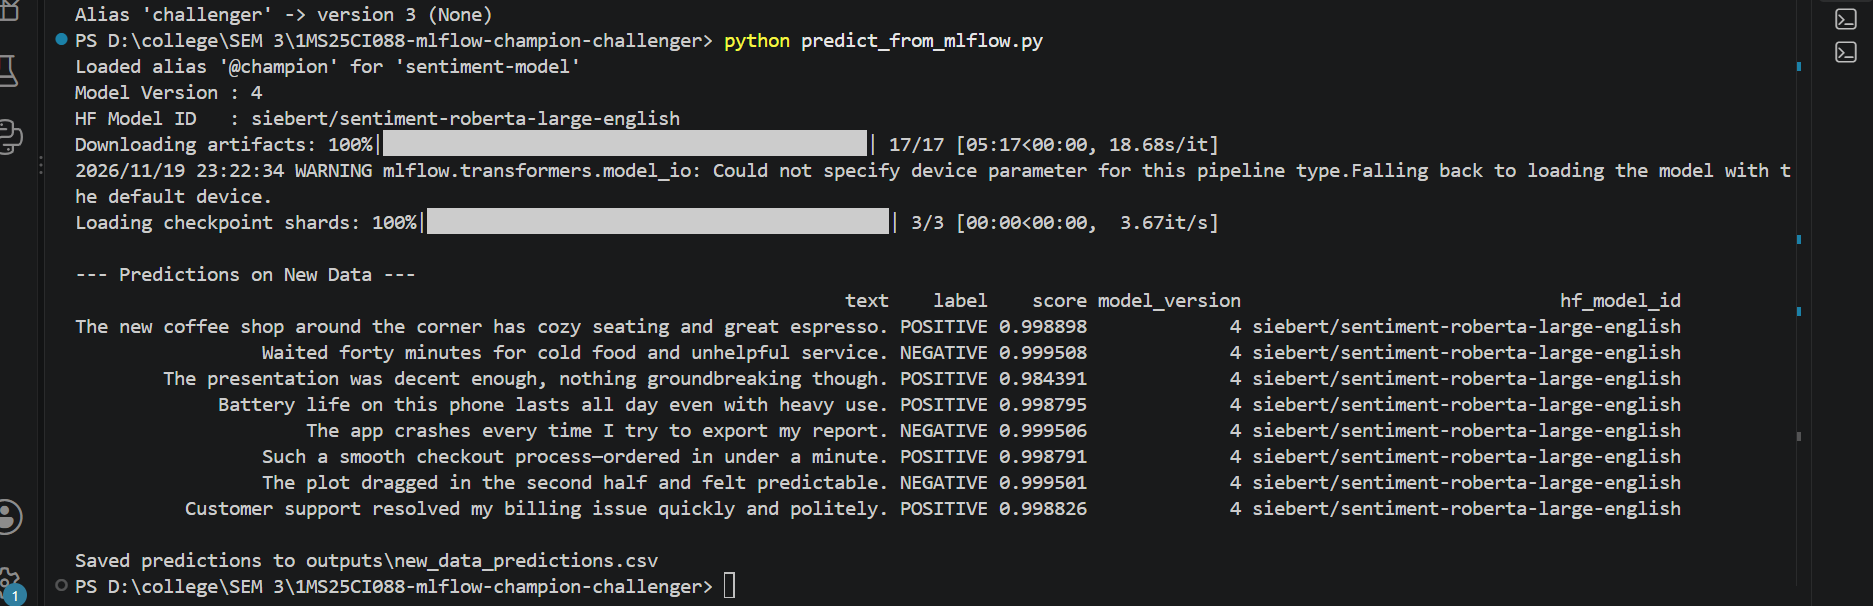 Alias 'challenger' -> version 3 (None)
PS D:\college\SEM 3\1MS25CI088-mlflow-champion-challenger> python predict_from_mlflow.py
Loaded alias '@champion' for 'sentiment-model'
Model Version : 4
HF Model ID   : siebert/sentiment-roberta-large-english
Downloading artifacts: 100%|          | 17/17 [05:17<00:00, 18.68s/it]
2026/11/19 23:22:34 WARNING mlflow.transformers.model_io: Could not specify device parameter for this pipeline type.Falling back to loading the model with t
he default device.
Loading checkpoint shards: 100%|          | 3/3 [00:00<00:00,  3.67it/s]
--- Predictions on New Data ---
text label score model_version hf_model_id
The new coffee shop around the corner has cozy seating and great espresso. POSITIVE 0.998898 4 siebert/sentiment-roberta-large-english
Waited forty minutes for cold food and unhelpful service. NEGATIVE 0.999508 4 siebert/sentiment-roberta-large-english
The presentation was decent enough, nothing groundbreaking though. POSITIVE 0.984391 4 siebert/sentiment-roberta-large-english
Battery life on this phone lasts all day even with heavy use. POSITIVE 0.998795 4 siebert/sentiment-roberta-large-english
The app crashes every time I try to export my report. NEGATIVE 0.999506 4 siebert/sentiment-roberta-large-english
Such a smooth checkout process—ordered in under a minute. POSITIVE 0.998791 4 siebert/sentiment-roberta-large-english
The plot dragged in the second half and felt predictable. NEGATIVE 0.999501 4 siebert/sentiment-roberta-large-english
Customer support resolved my billing issue quickly and politely. POSITIVE 0.998826 4 siebert/sentiment-roberta-large-english
Saved predictions to outputs\new_data_predictions.csv
PS D:\college\SEM 3\1MS25CI088-mlflow-champion-challenger>
1